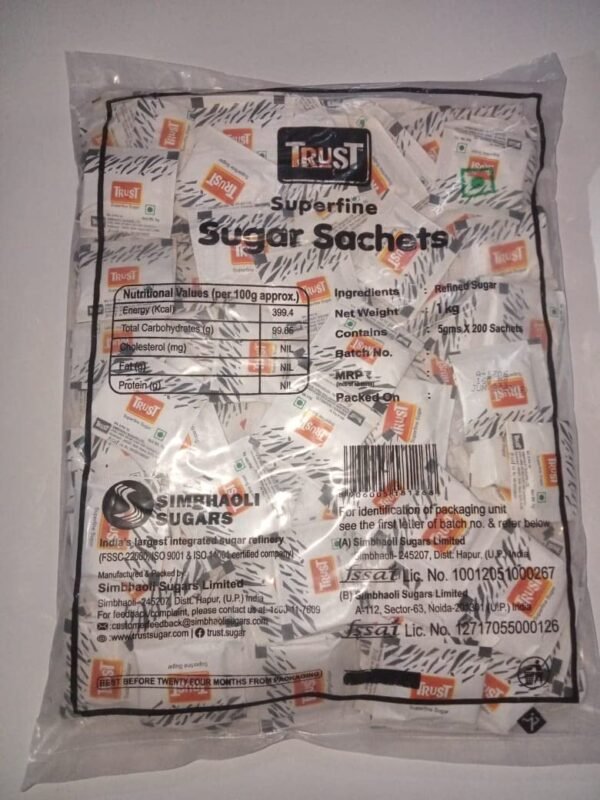 TRUST
Superfine
Sugar Sachets
Nutritional Values (per 100g approx.)
Energy (Kcal) 399.4
Total Carbohydrates (g) 99.86
Cholesterol (mg) NIL
Fat (g) NIL
Protein (g) NIL
Ingredients : Refined Sugar
Net Weight : 1 kg
Contains : 5gms X 200 Sachets
Batch No.
MRP ₹ :
Packed On :
SIMBHAOLI
SUGARS
India's largest integrated sugar refinery
(FSSC 22000, ISO 9001 & ISO 14001 certified company)
Manufactured & Packed by
Simbhaoli Sugars Limited
Simbhaoli-245207, Distt. Hapur, (U.P.) India
For feedback/complaint, please contact us at
customerfeedback@simbhaolisugars.com
www.trustsugar.com | trust.sugar
BEST BEFORE TWENTY FOUR MONTHS FROM PACKAGING
For identification of packaging unit
see the first letter of batch no. & refer below
(A) Simbhaoli Sugars Limited
Simbhaoli- 245207, Distt. Hapur, (U.P.) India
fssai Lic. No. 10012051000267
(B) Simbhaoli Sugars Limited
A-112, Sector-63, Noida-201301 (U.P.) India
fssai Lic. No. 12717055000126